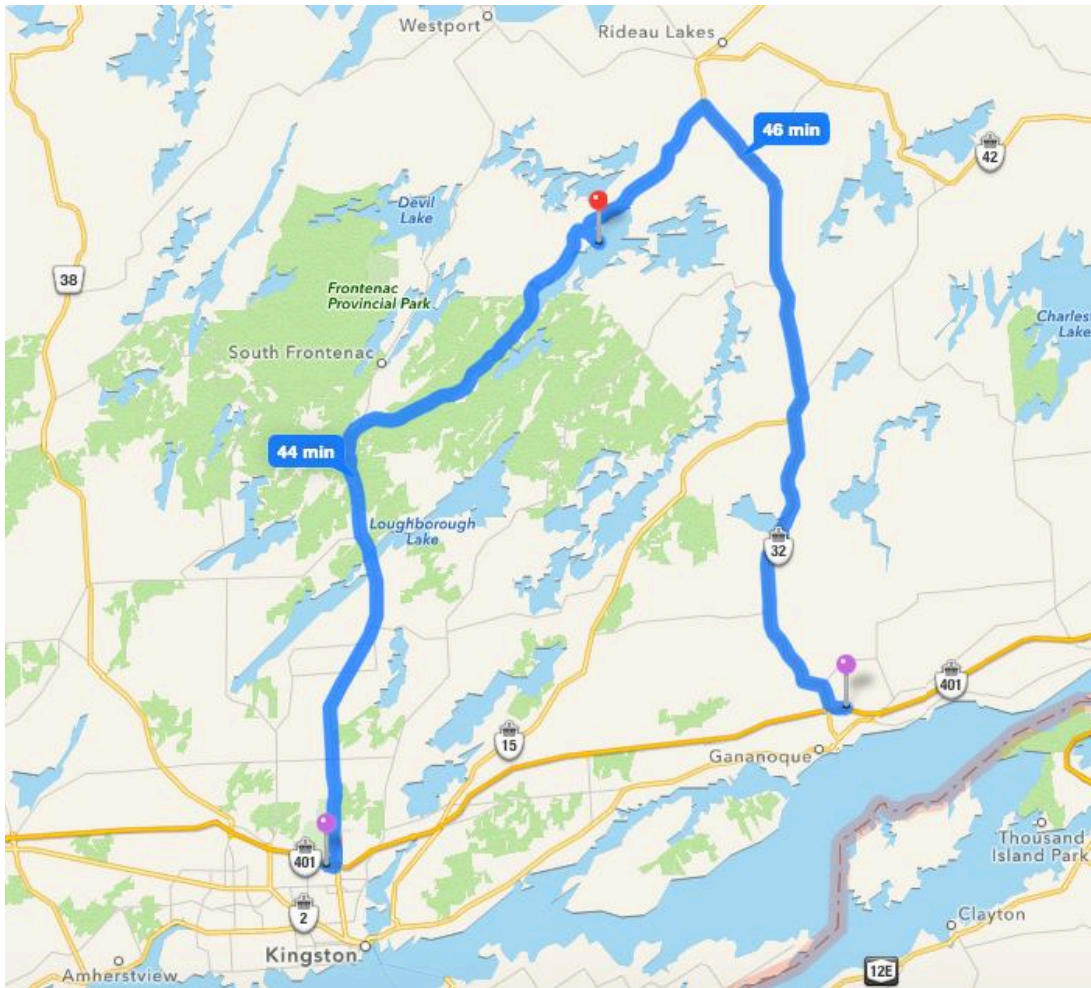 Westport
Rideau Lakes
46 min
42
Devil
Lake
38
Frontenac
Provincial Park
Charles
Lake
South Frontenac
44 min
Loughborough
Lake
32
401
15
Gananoque
Thousand
Island Park
401
2
Clayton
Kingston
Amherstview
12E